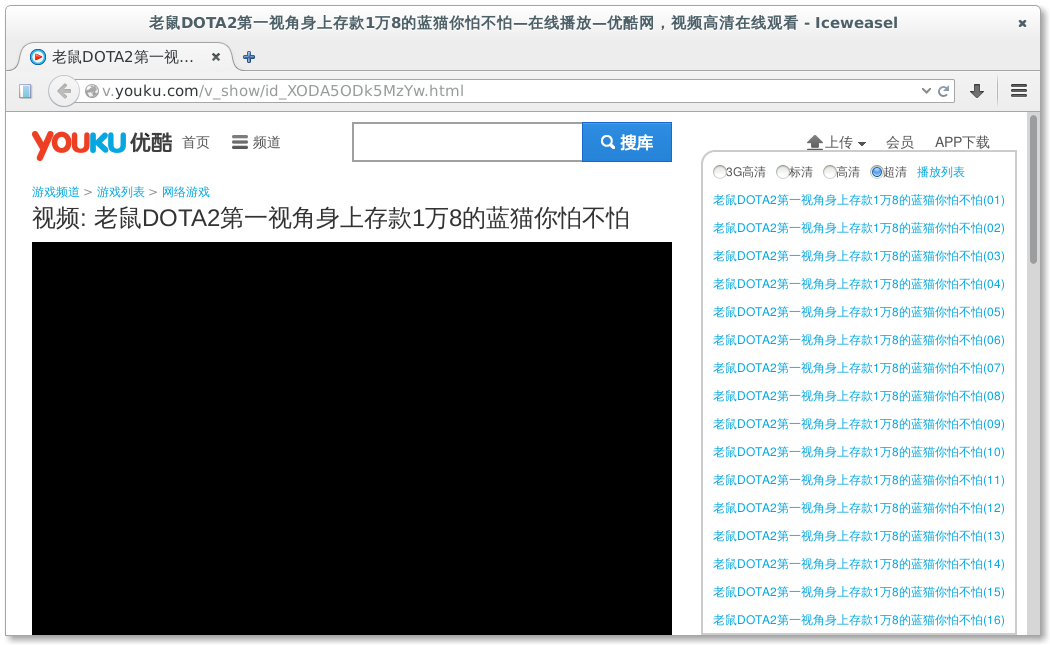 老鼠DOTA2第一视角身上存款1万8的蓝猫你怕不怕—在线播放—优酷网，视频高清在线观看 - Iceweasel
老鼠DOTA2第一视...
v.youku.com/v_show/id_XODA5ODk5MzYw.html
YOUKU 优酷 首页 频道 搜库 上传 会员 APP下载
3G高清 标清 高清 超清 播放列表
游戏频道 > 游戏列表 > 网络游戏
视频: 老鼠DOTA2第一视角身上存款1万8的蓝猫你怕不怕
老鼠DOTA2第一视角身上存款1万8的蓝猫你怕不怕(01)
老鼠DOTA2第一视角身上存款1万8的蓝猫你怕不怕(02)
老鼠DOTA2第一视角身上存款1万8的蓝猫你怕不怕(03)
老鼠DOTA2第一视角身上存款1万8的蓝猫你怕不怕(04)
老鼠DOTA2第一视角身上存款1万8的蓝猫你怕不怕(05)
老鼠DOTA2第一视角身上存款1万8的蓝猫你怕不怕(06)
老鼠DOTA2第一视角身上存款1万8的蓝猫你怕不怕(07)
老鼠DOTA2第一视角身上存款1万8的蓝猫你怕不怕(08)
老鼠DOTA2第一视角身上存款1万8的蓝猫你怕不怕(09)
老鼠DOTA2第一视角身上存款1万8的蓝猫你怕不怕(10)
老鼠DOTA2第一视角身上存款1万8的蓝猫你怕不怕(11)
老鼠DOTA2第一视角身上存款1万8的蓝猫你怕不怕(12)
老鼠DOTA2第一视角身上存款1万8的蓝猫你怕不怕(13)
老鼠DOTA2第一视角身上存款1万8的蓝猫你怕不怕(14)
老鼠DOTA2第一视角身上存款1万8的蓝猫你怕不怕(15)
老鼠DOTA2第一视角身上存款1万8的蓝猫你怕不怕(16)